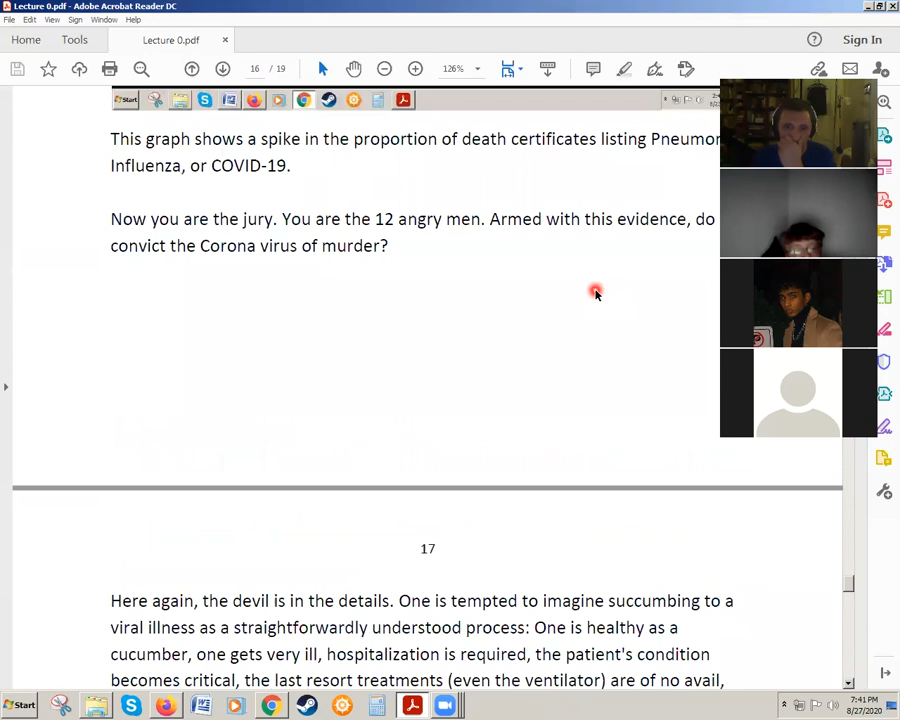 Lecture 0.pdf - Adobe Acrobat Reader DC
File Edit View Sign Window Help
Home Tools Lecture 0.pdf × Sign In
16 / 19 126%
Start
This graph shows a spike in the proportion of death certificates listing Pneumon
Influenza, or COVID-19.
Now you are the jury. You are the 12 angry men. Armed with this evidence, do
convict the Corona virus of murder?
17
Here again, the devil is in the details. One is tempted to imagine succumbing to a
viral illness as a straightforwardly understood process: One is healthy as a
cucumber, one gets very ill, hospitalization is required, the patient's condition
becomes critical, the last resort treatments (even the ventilator) are of no avail,
Start 7:41 PM
8/27/2020